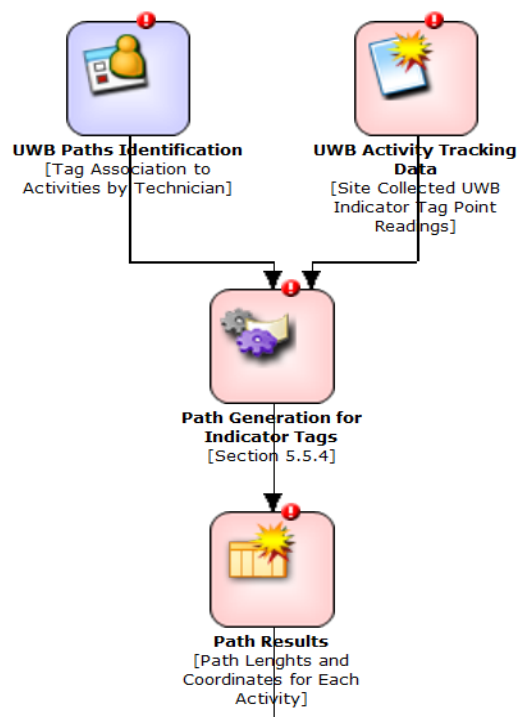 UWB Paths Identification
[Tag Association to
Activities by Technician]
UWB Activity Tracking
Data
[Site Collected UWB
Indicator Tag Point
Readings]
Path Generation for
Indicator Tags
[Section 5.5.4]
Path Results
[Path Lenghts and
Coordinates for Each
Activity]